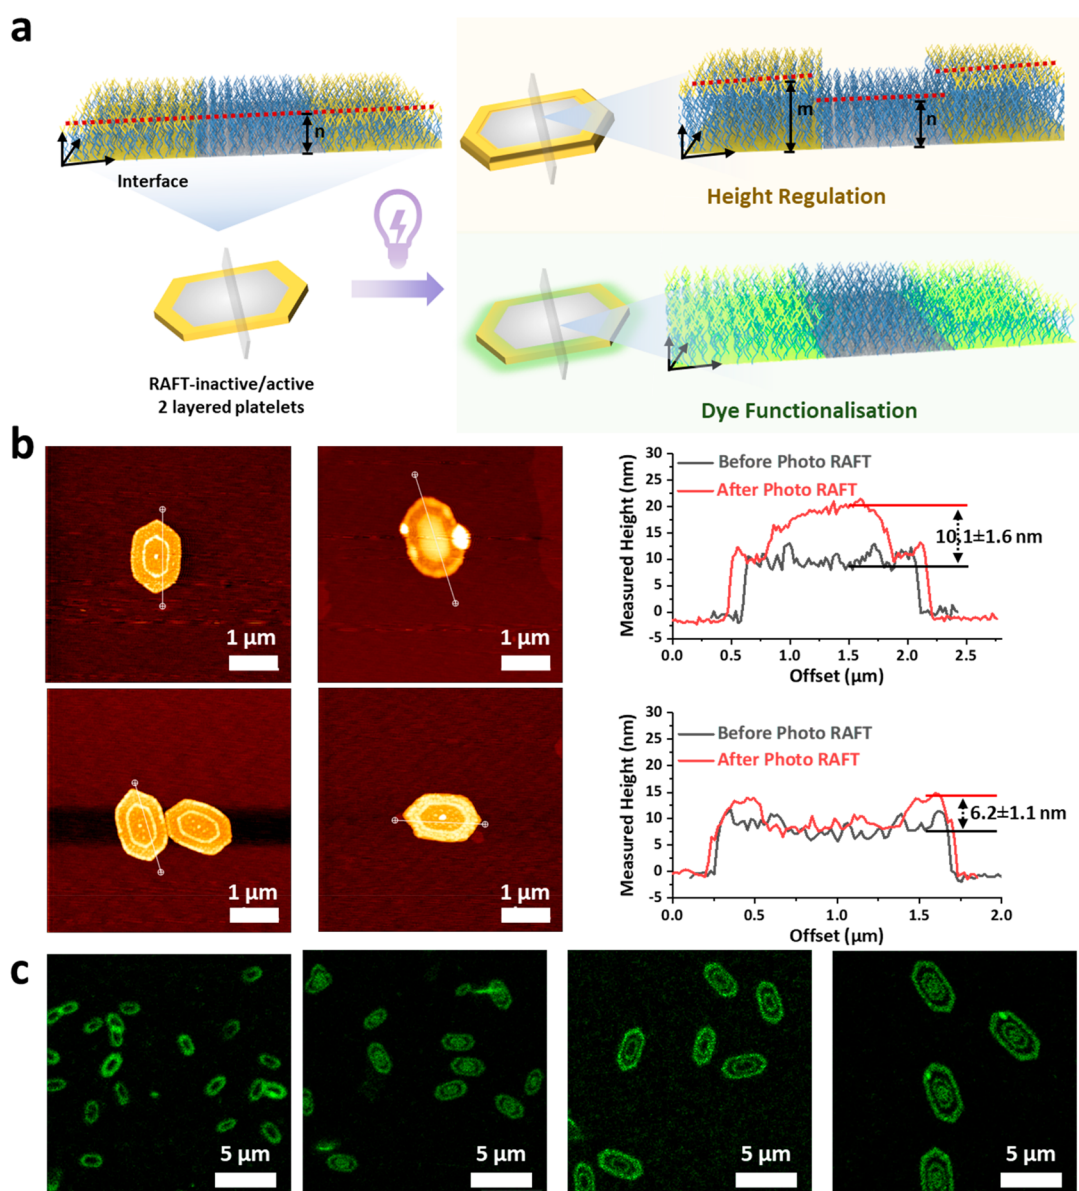 a
n
Interface
RAFT-inactive/active
2 layered platelets
m
n
Height Regulation
Dye Functionalisation
b
1 µm
1 µm
1 µm
1 µm
Measured Height (nm)
30
25
20
15
10
5
0
-5
Before Photo RAFT
After Photo RAFT
10.1±1.6 nm
0.0 0.5 1.0 1.5 2.0 2.5
Offset (µm)
Measured Height (nm)
30
25
20
15
10
5
0
-5
Before Photo RAFT
After Photo RAFT
6.2±1.1 nm
0.0 0.5 1.0 1.5 2.0
Offset (µm)
c
5 µm
5 µm
5 µm
5 µm